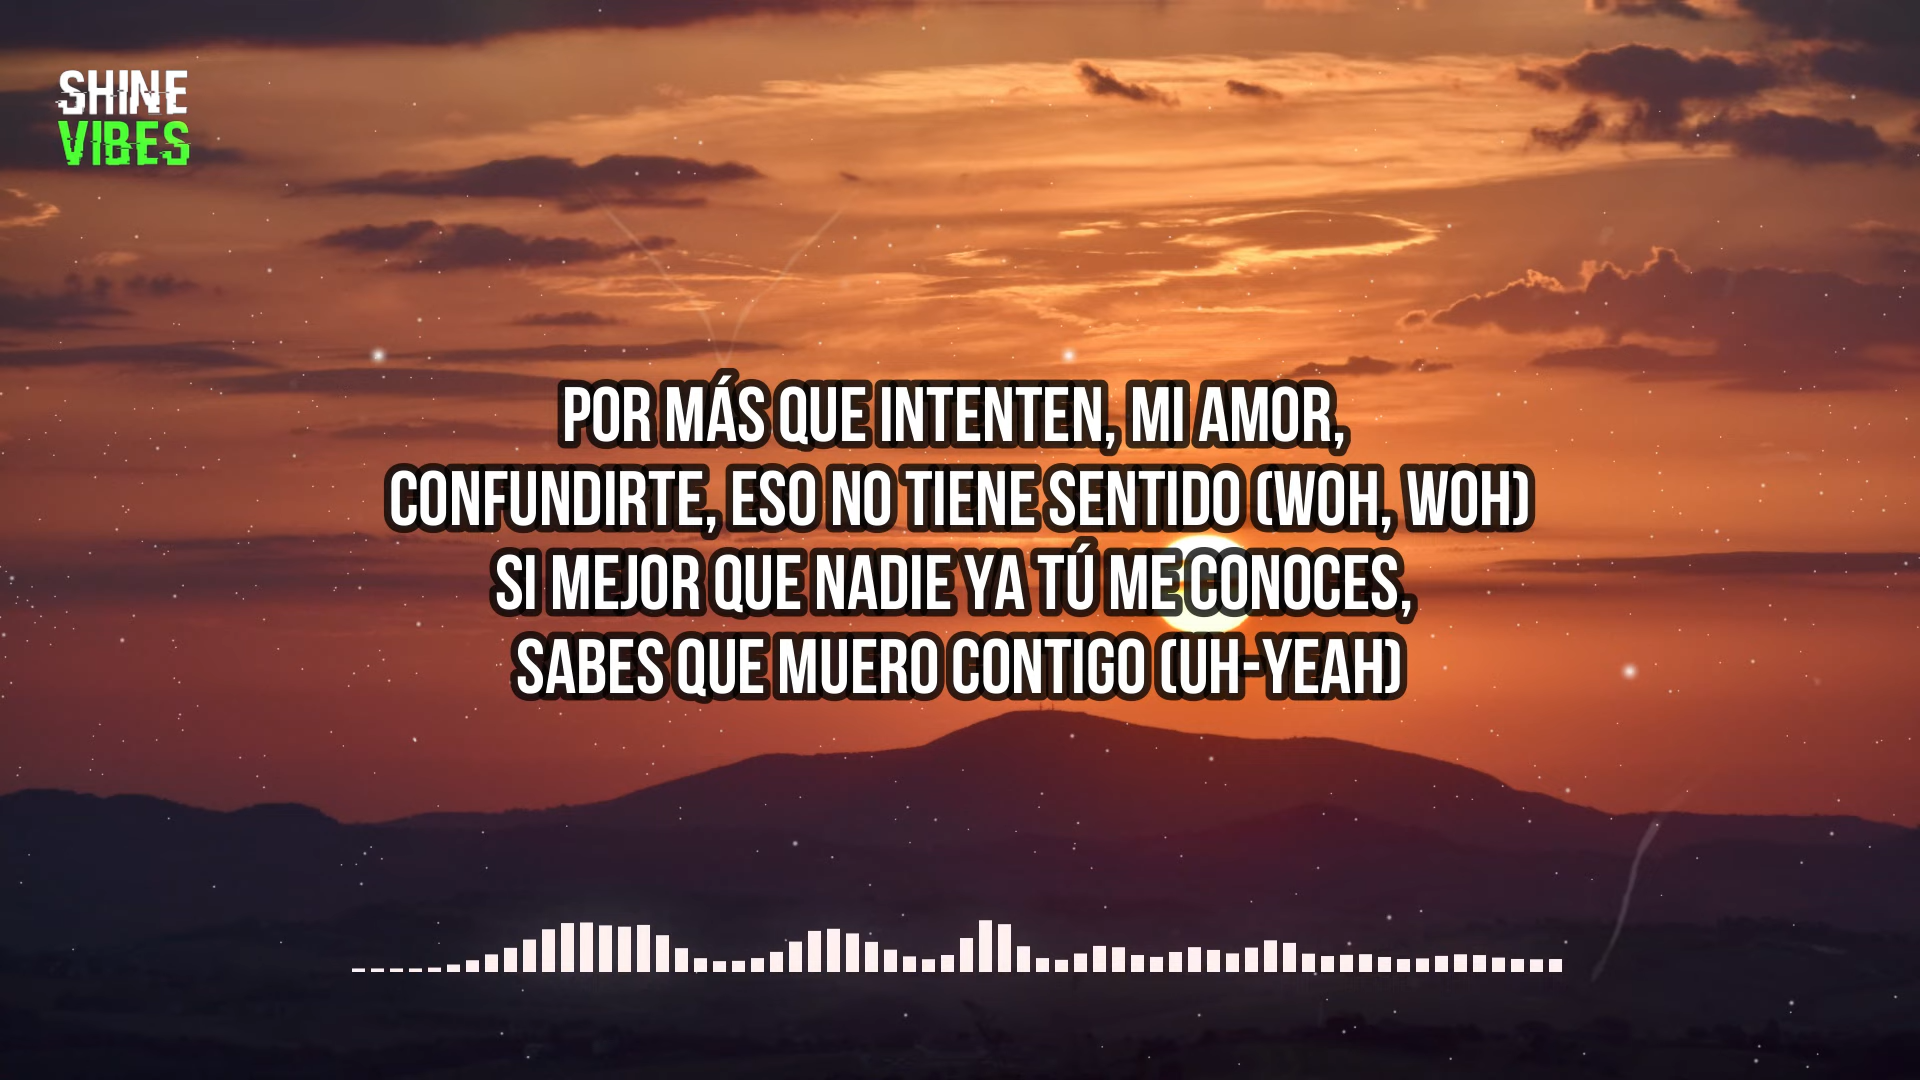 SHINE
VIBES
POR MÁS QUE INTENTEN, MI AMOR,
CONFUNDIRTE, ESO NO TIENE SENTIDO (WOH, WOH)
SI MEJOR QUE NADIE YA TÚ ME CONOCES,
SABES QUE MUERO CONTIGO (UH-YEAH)